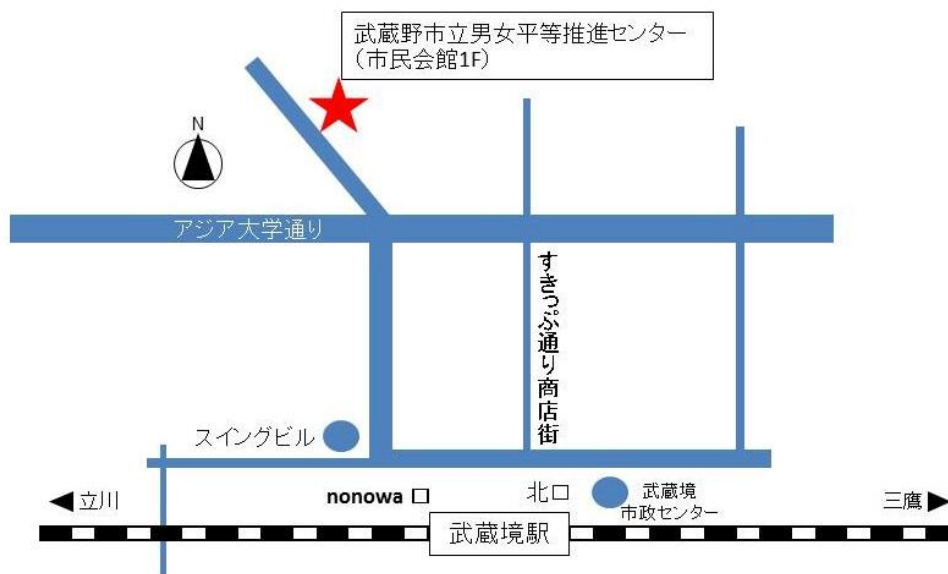 武蔵野市立男女平等推進センター
(市民会館1F)
N
アジア大学通り
すきっぷ通り商店街
スイングビル
nonowa
北口
武蔵境
市政センター
立川
三鷹
武蔵境駅